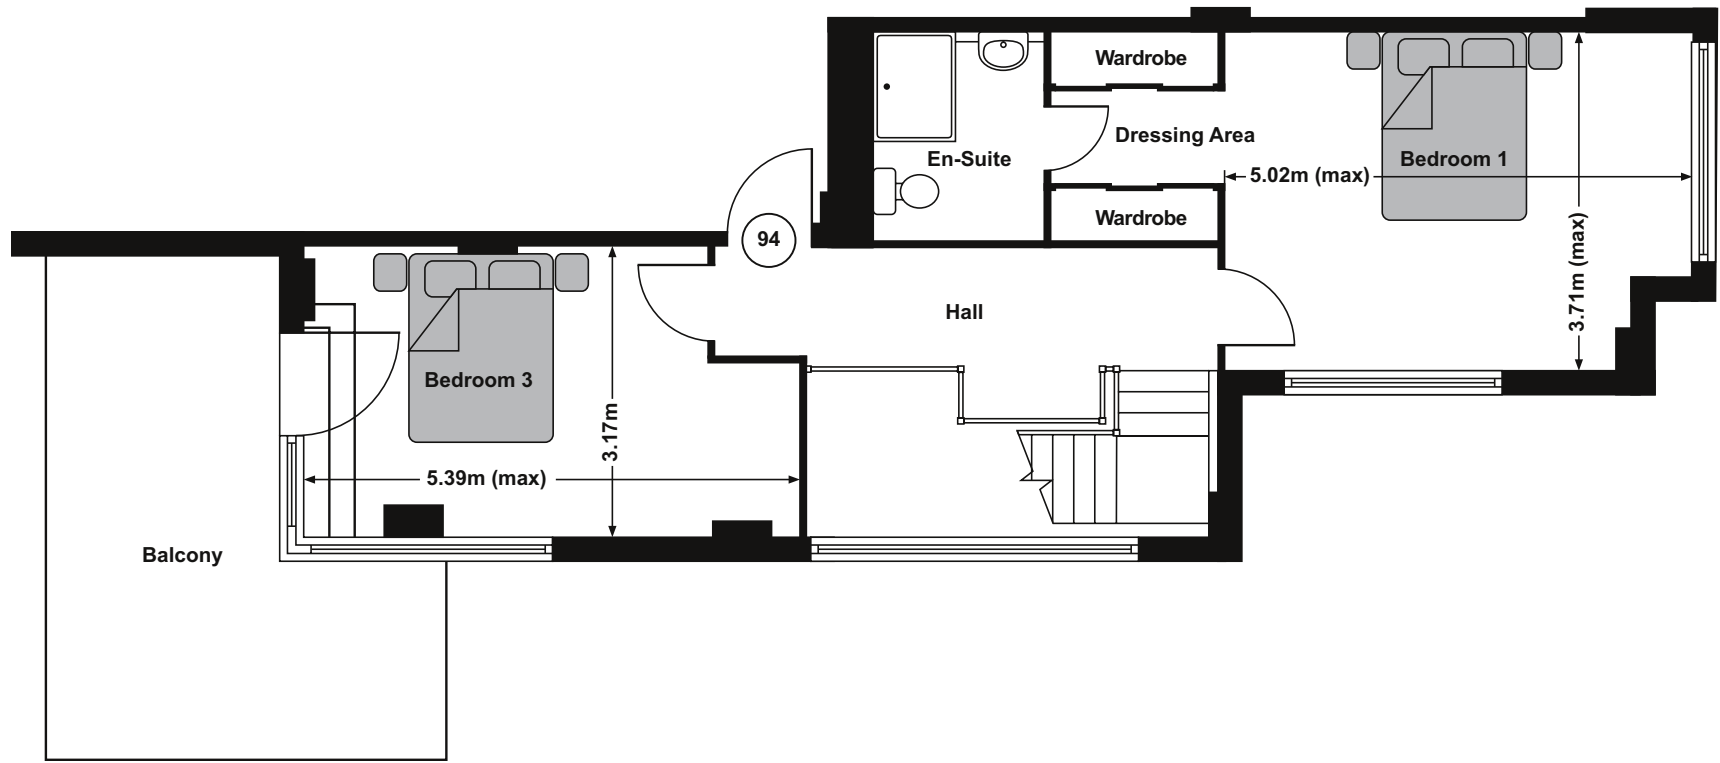 Wardrobe
Dressing Area
En-Suite
Bedroom 1
5.02m (max)
Wardrobe
3.71m (max)
94
Hall
Bedroom 3
3.17m
5.39m (max)
Balcony